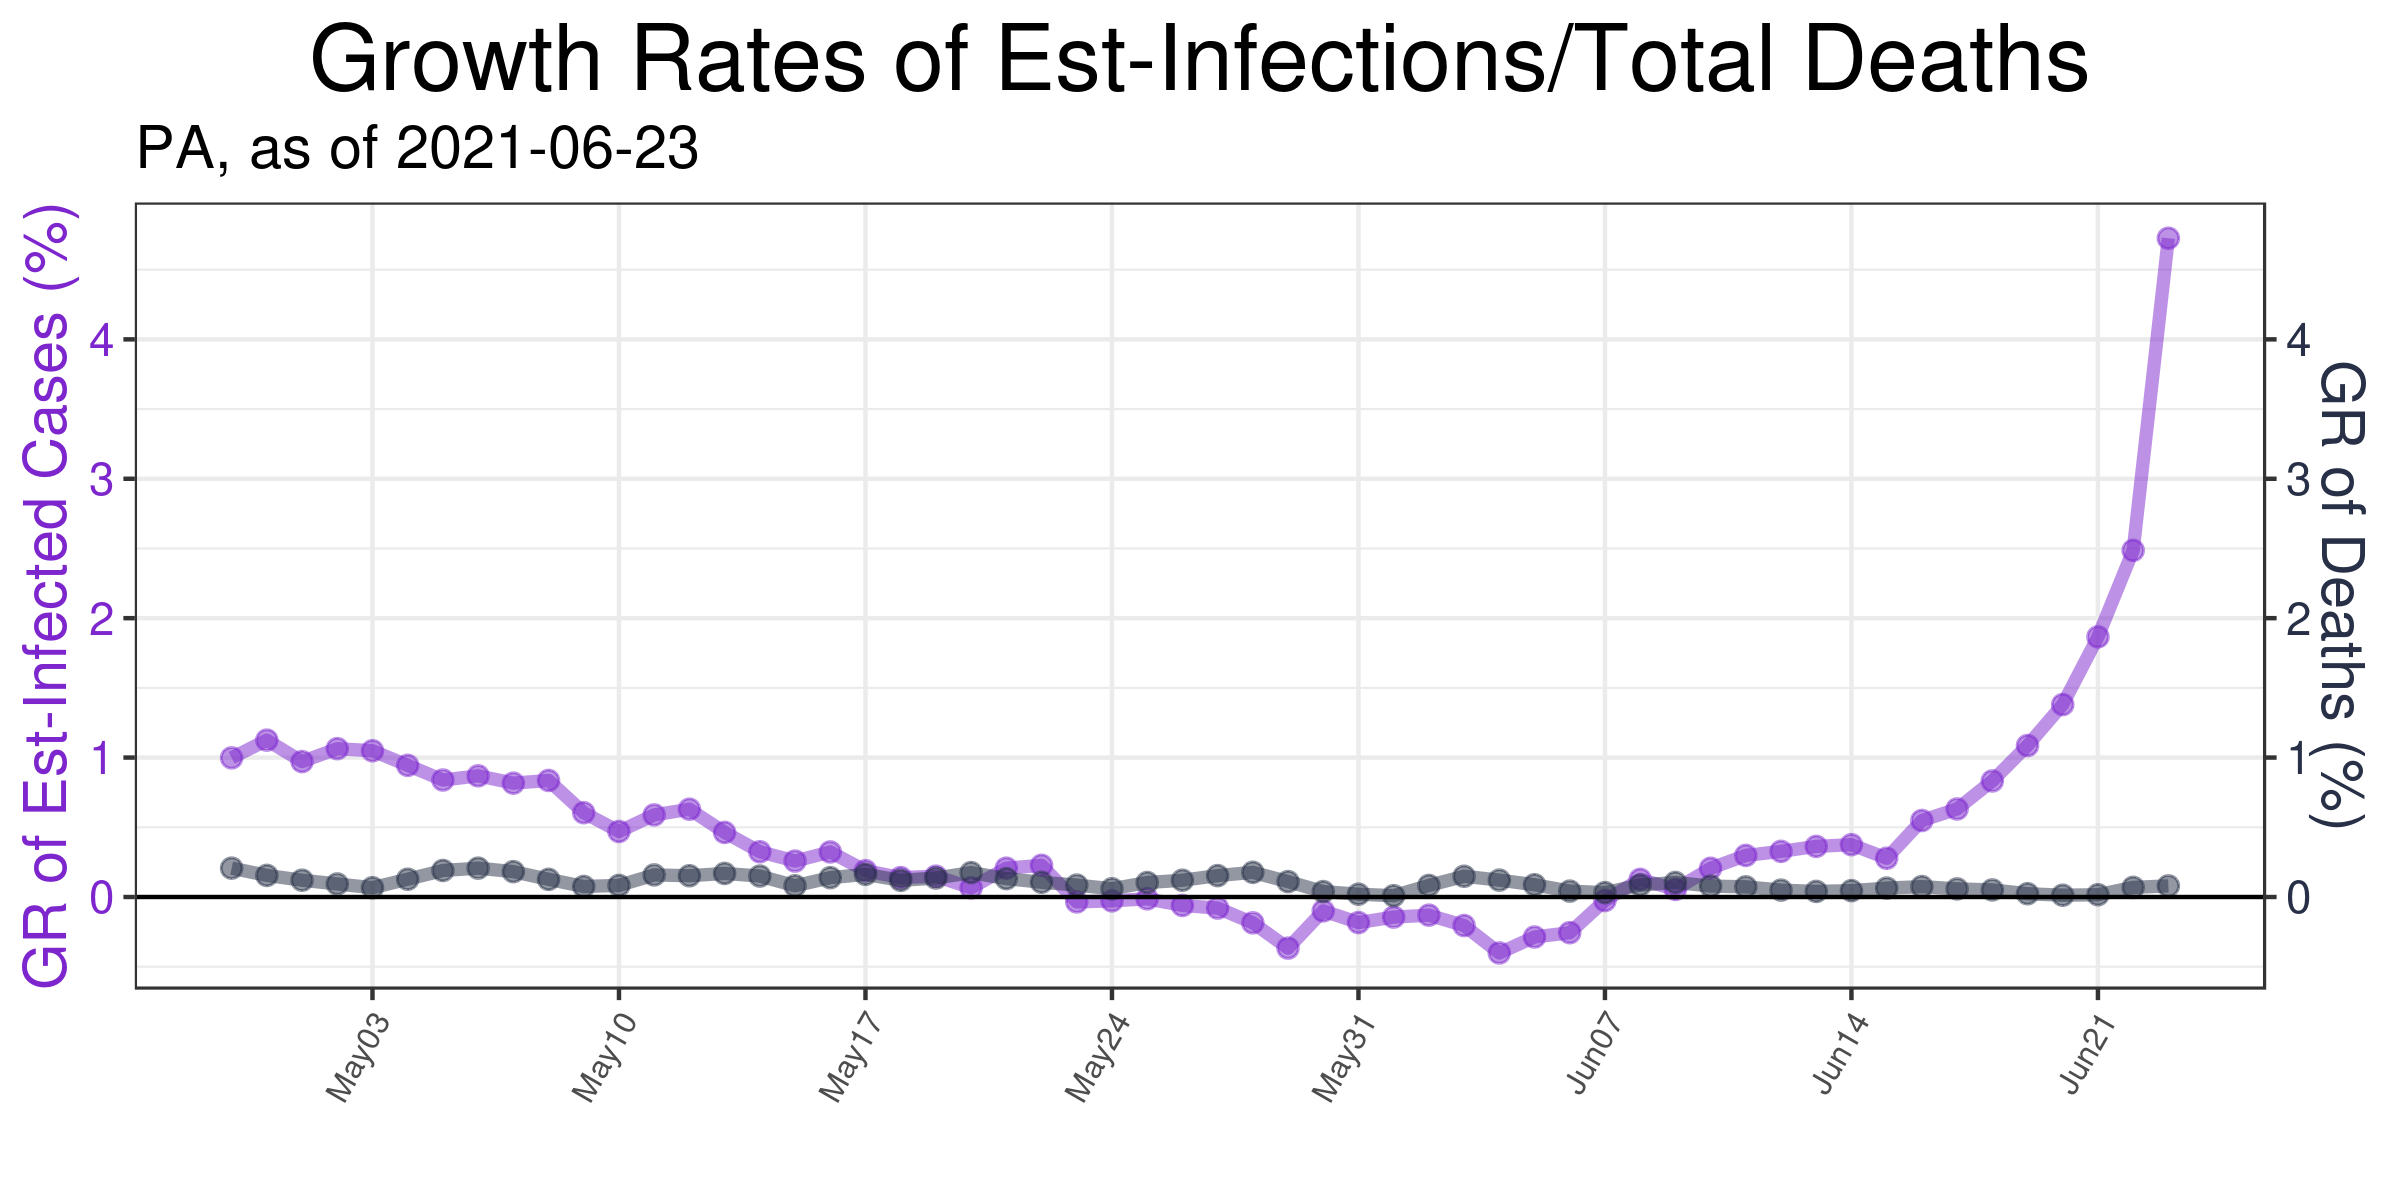 Growth Rates of Est-Infections/Total Deaths
PA, as of 2021-06-23
GR of Est-Infected Cases (%)
4
3
2
1
0
4
3
2
1
0
GR of Deaths (%)
May03
May10
May17
May24
May31
Jun07
Jun14
Jun21